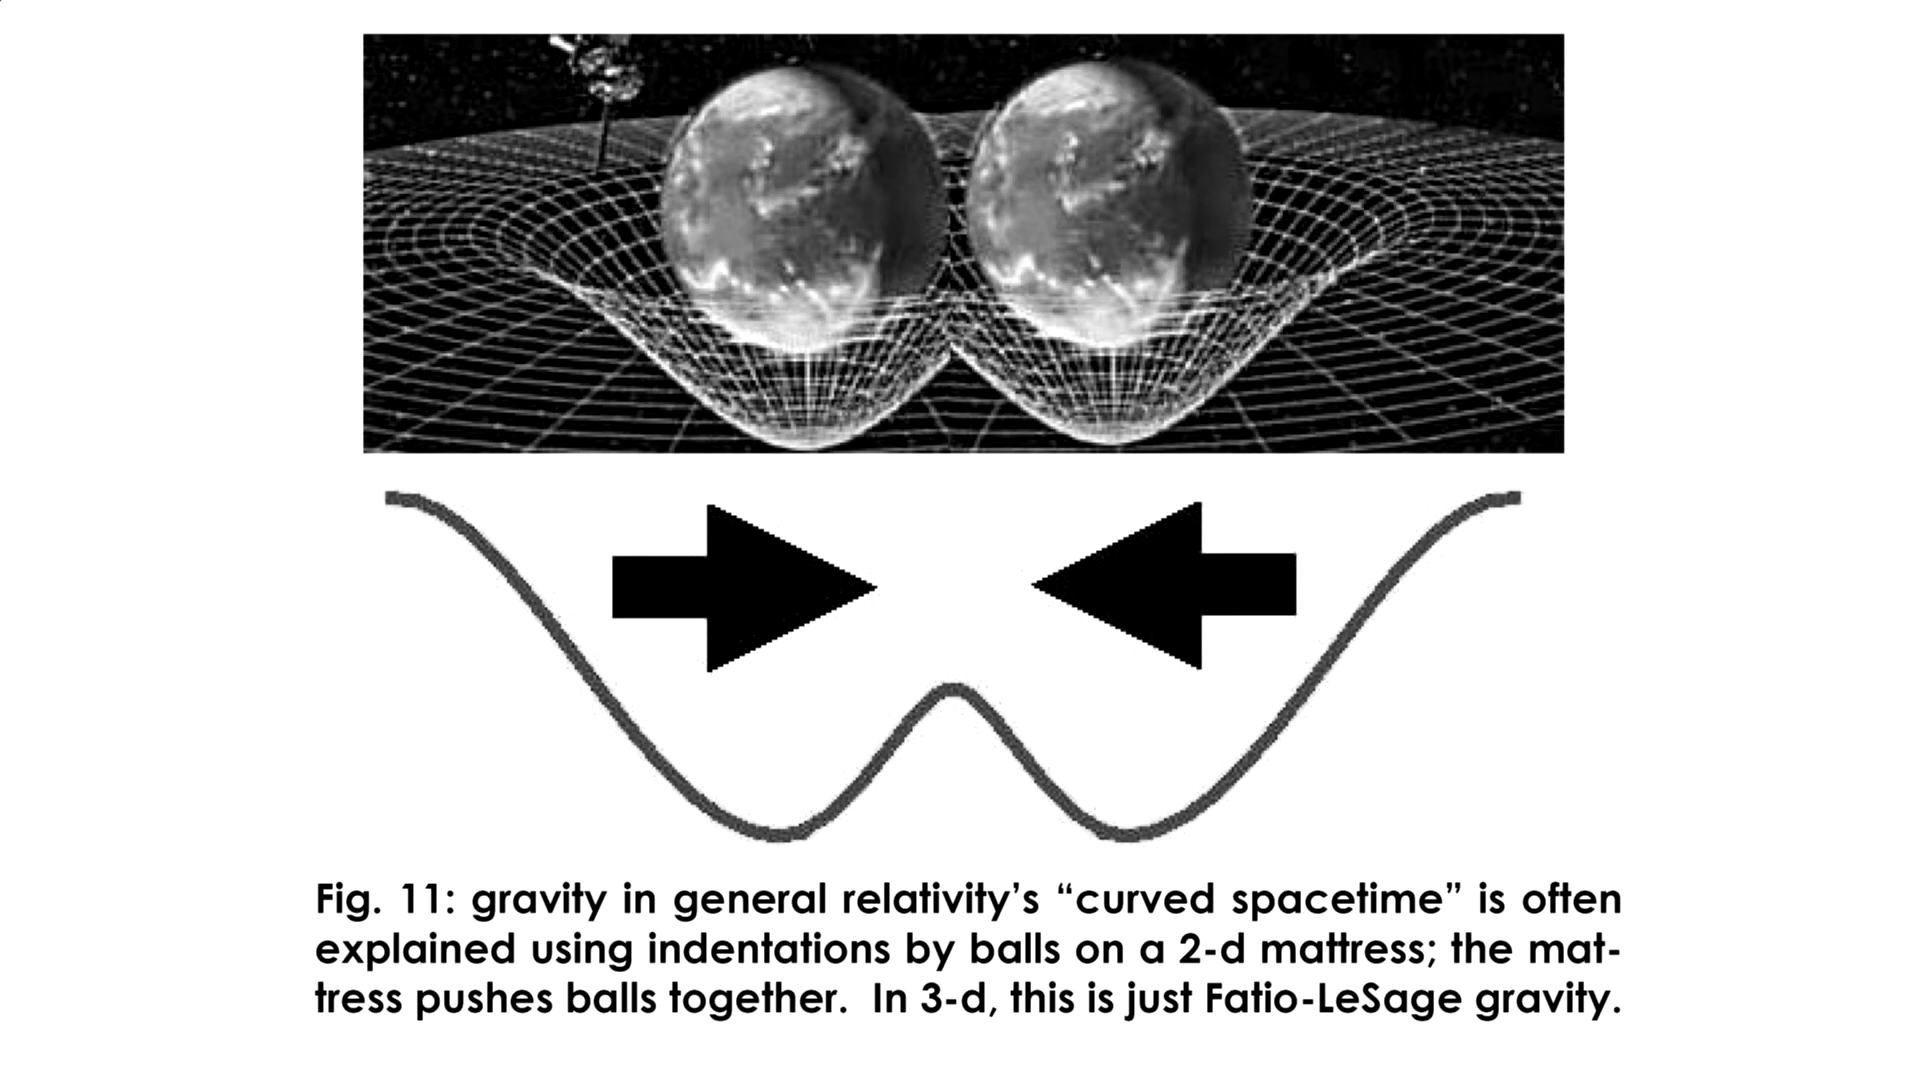 Fig. 11: gravity in general relativity’s “curved spacetime” is often
explained using indentations by balls on a 2-d mattress; the mat-
tress pushes balls together.  In 3-d, this is just Fatio-LeSage gravity.